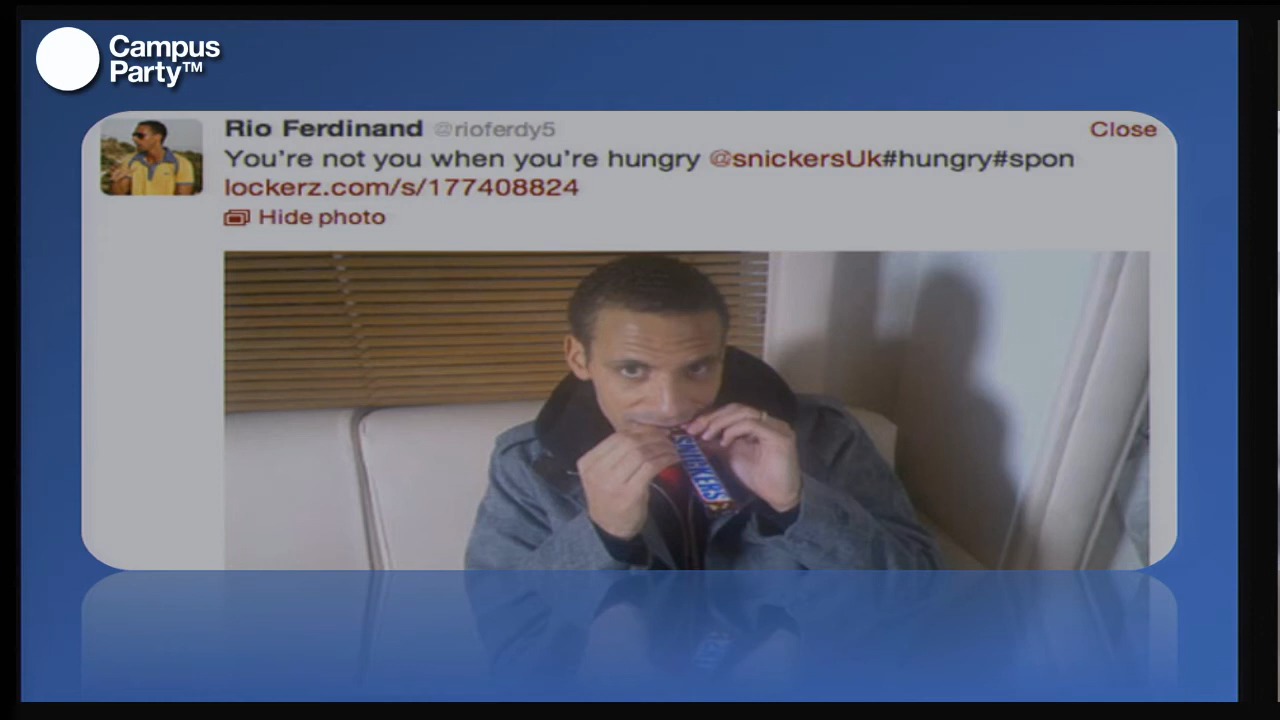 Campus
Party™
Rio Ferdinand @rioferdy5
Close
You're not you when you're hungry @snickersUk#hungry#spon
lockerz.com/s/177408824
Hide photo
SNICKERS